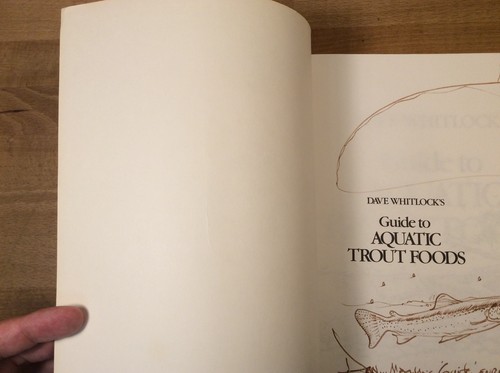 DAVE WHITLOCK'S
Guide to
AQUATIC
TROUT FOODS